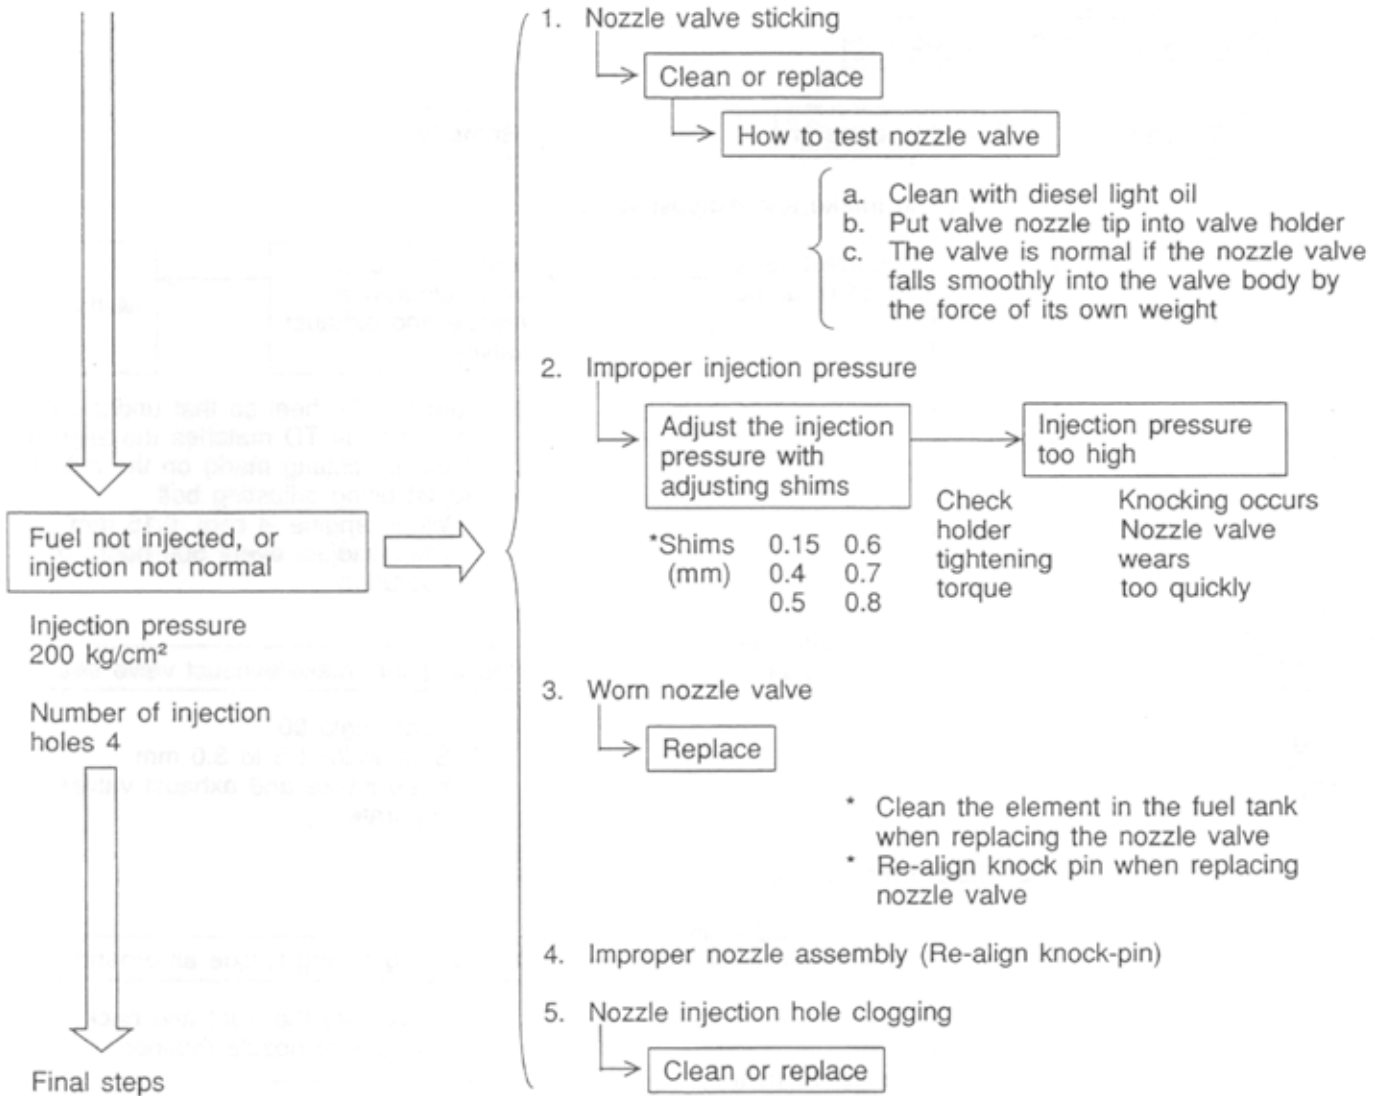 1. Nozzle valve sticking
Clean or replace
How to test nozzle valve
a. Clean with diesel light oil
b. Put valve nozzle tip into valve holder
c. The valve is normal if the nozzle valve
falls smoothly into the valve body by
the force of its own weight
2. Improper injection pressure
Adjust the injection
pressure with
adjusting shims
Injection pressure
too high
*Shims 0.15 0.6
(mm) 0.4 0.7
0.5 0.8
Check
holder
tightening
torque
Knocking occurs
Nozzle valve
wears
too quickly
Fuel not injected, or
injection not normal
Injection pressure
200 kg/cm²
Number of injection
holes 4
3. Worn nozzle valve
Replace
* Clean the element in the fuel tank
when replacing the nozzle valve
* Re-align knock pin when replacing
nozzle valve
4. Improper nozzle assembly (Re-align knock-pin)
5. Nozzle injection hole clogging
Clean or replace
Final steps